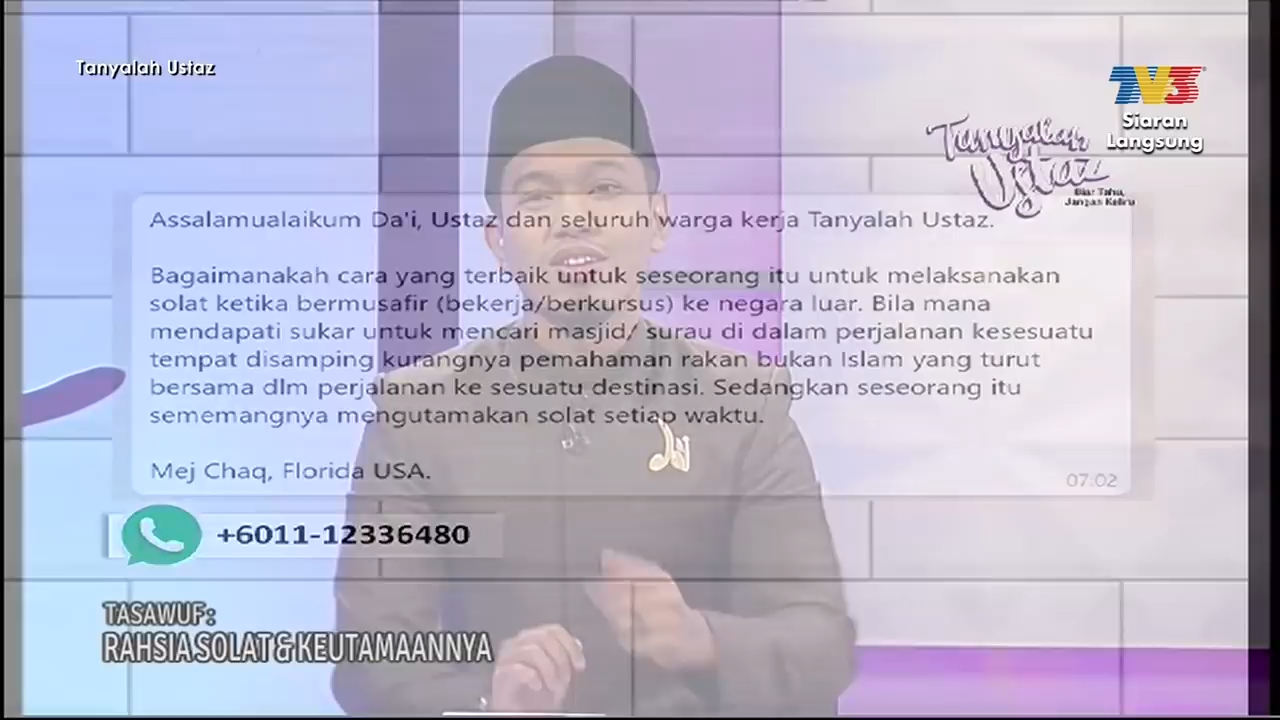 Tanyalah Ustaz
TV3
Siaran
Langsung
Tanyalah
Ustaz
Biar Tahu,
Jangan Keliru
Assalamualaikum Da'i, Ustaz dan seluruh warga kerja Tanyalah Ustaz.
Bagaimanakah cara yang terbaik untuk seseorang itu untuk melaksanakan
solat ketika bermusafir (bekerja/berkursus) ke negara luar. Bila mana
mendapati sukar untuk mencari masjid/ surau di dalam perjalanan kesesuatu
tempat disamping kurangnya pemahaman rakan bukan Islam yang turut
bersama dlm perjalanan ke sesuatu destinasi. Sedangkan seseorang itu
sememangnya mengutamakan solat setiap waktu.
Mej Chaq, Florida USA.
07:02
+6011-12336480
TASAWUF:
RAHSIA SOLAT & KEUTAMAANNYA